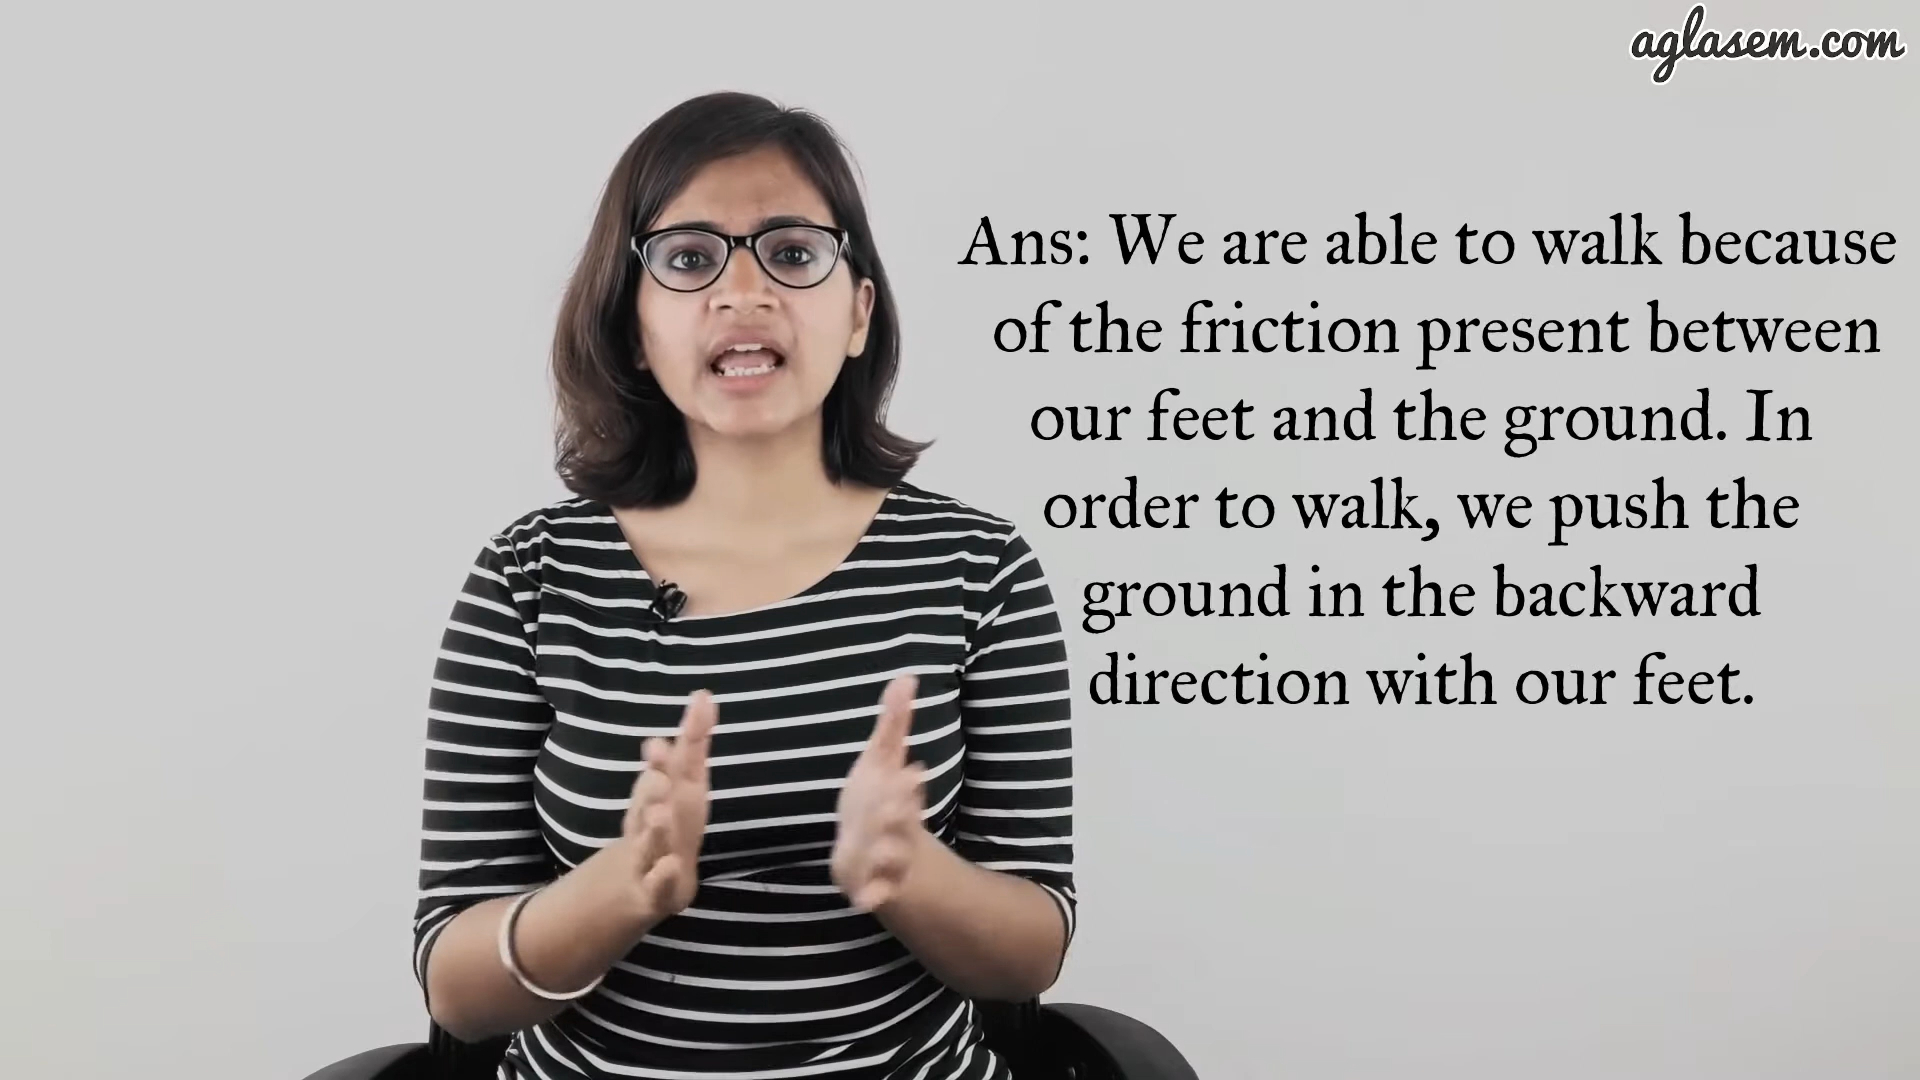 aglasem.com
Ans: We are able to walk because
of the friction present between
our feet and the ground. In
order to walk, we push the
ground in the backward
direction with our feet.